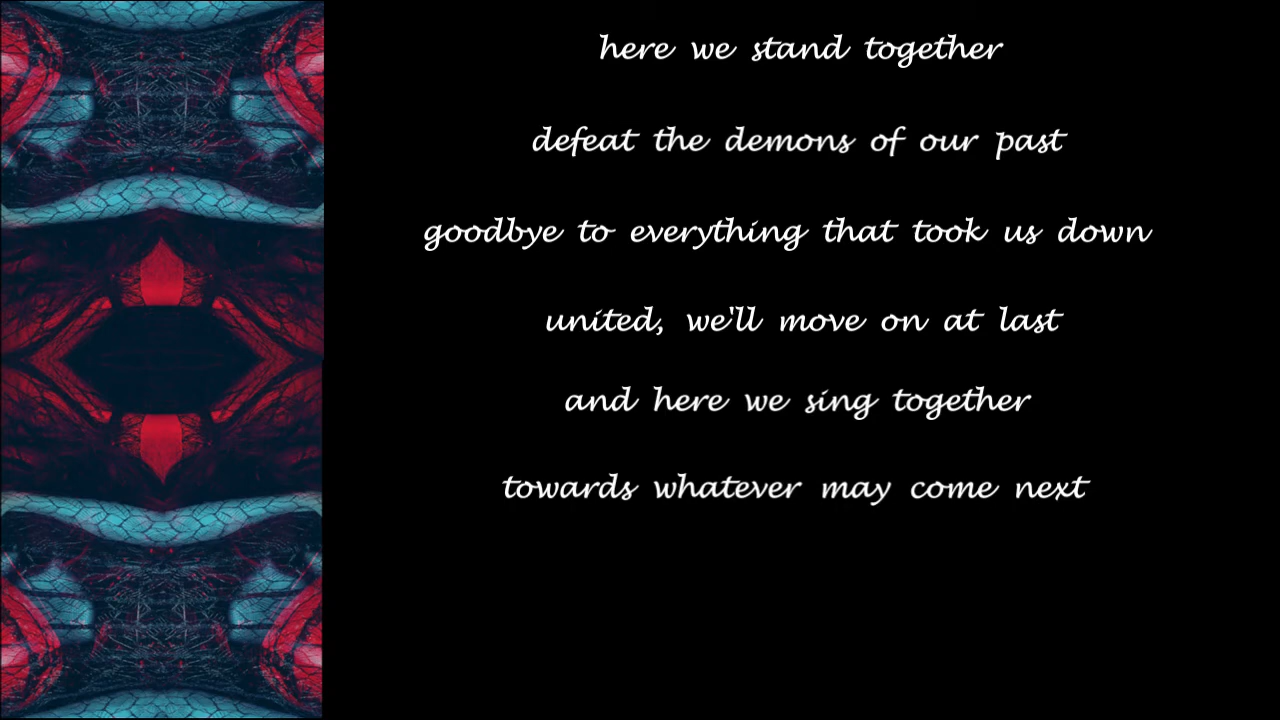 here we stand together
defeat the demons of our past
goodbye to everything that took us down
united, we'll move on at last
and here we sing together
towards whatever may come next